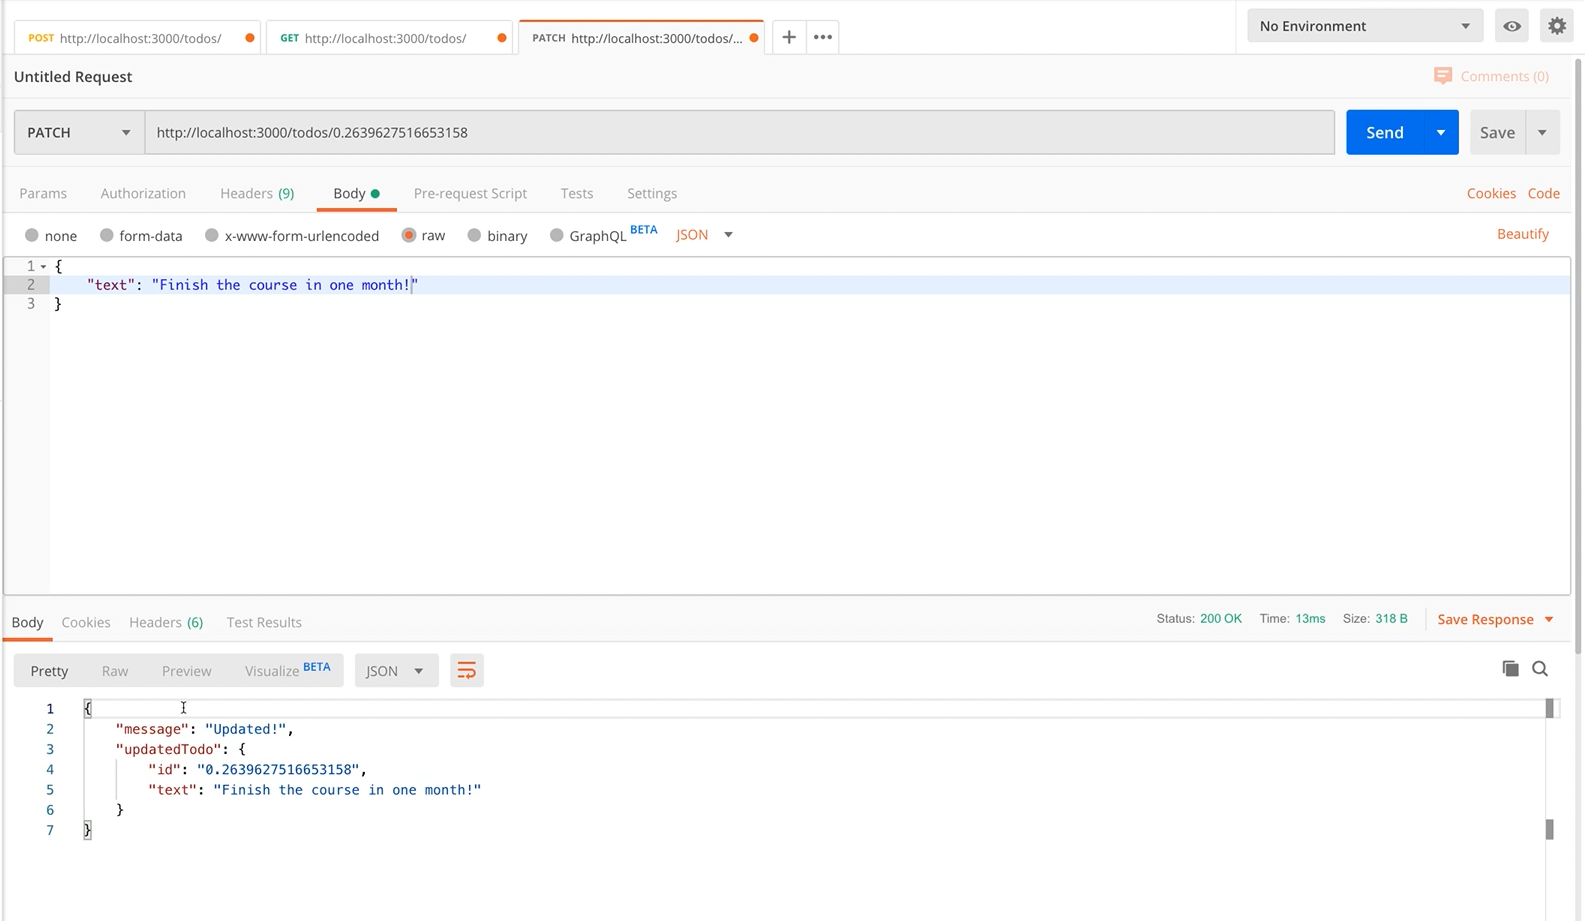 POST http://localhost:3000/todos/ GET http://localhost:3000/todos/ PATCH http://localhost:3000/todos/... No Environment
Untitled Request Comments (0)
PATCH http://localhost:3000/todos/0.2639627516653158 Send Save
Params Authorization Headers (9) Body Pre-request Script Tests Settings Cookies Code
none form-data x-www-form-urlencoded raw binary GraphQL BETA JSON Beautify
1 {
2 "text": "Finish the course in one month!"
3 }
Body Cookies Headers (6) Test Results Status: 200 OK Time: 13ms Size: 318 B Save Response
Pretty Raw Preview Visualize BETA JSON
1 {
2 "message": "Updated!",
3 "updatedTodo": {
4 "id": "0.2639627516653158",
5 "text": "Finish the course in one month!"
6 }
7 }